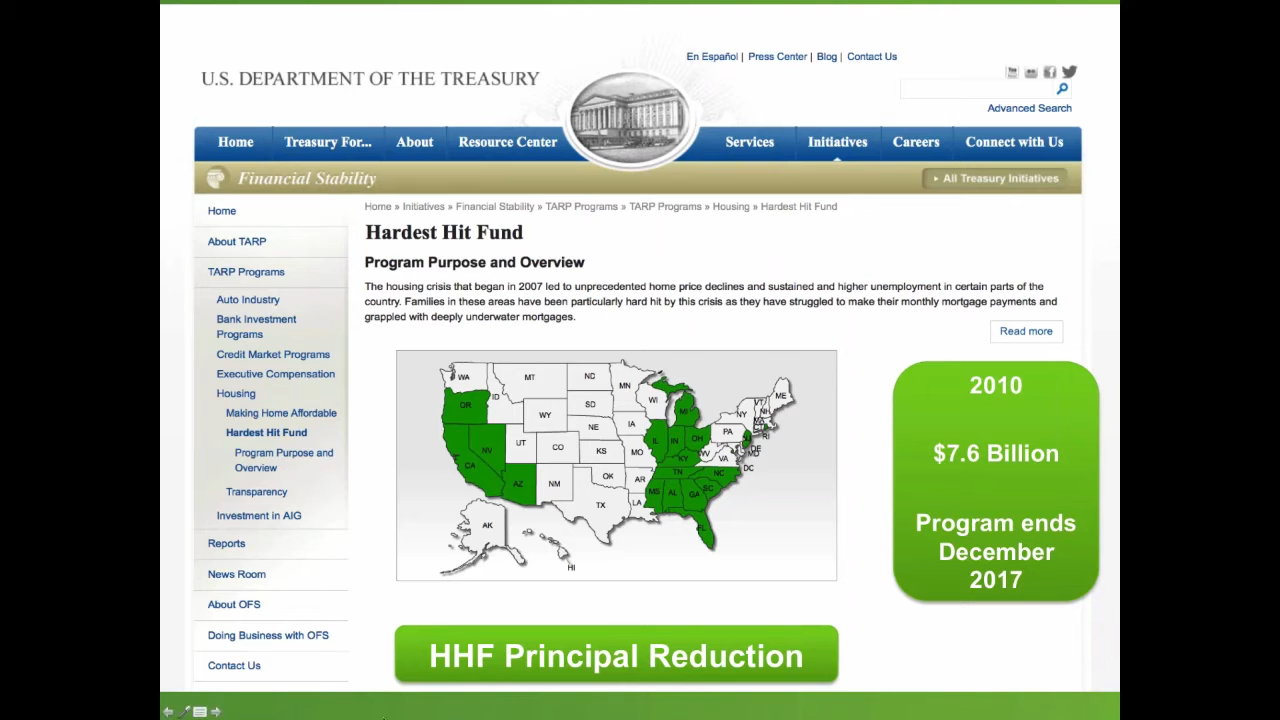 En Español | Press Center | Blog | Contact Us
U.S. DEPARTMENT OF THE TREASURY
Advanced Search
Home Treasury For... About Resource Center Services Initiatives Careers Connect with Us
Financial Stability
All Treasury Initiatives
Home » Initiatives » Financial Stability » TARP Programs » TARP Programs » Housing » Hardest Hit Fund
Home
About TARP
TARP Programs
Auto Industry
Bank Investment
Programs
Credit Market Programs
Executive Compensation
Housing
Making Home Affordable
Hardest Hit Fund
Program Purpose and
Overview
Transparency
Investment in AIG
Reports
News Room
About OFS
Doing Business with OFS
Contact Us
Hardest Hit Fund
Program Purpose and Overview
The housing crisis that began in 2007 led to unprecedented home price declines and sustained and higher unemployment in certain parts of the
country. Families in these areas have been particularly hard hit by this crisis as they have struggled to make their monthly mortgage payments and
grappled with deeply underwater mortgages.
Read more
WA MT ND MN ME
OR ID SD WI MI NY VT NH
WY
NE IA PA RI
NV UT CO IL IN OH DE
CA KS MO KY WV VA MD
DC
AZ NM OK AR TN NC
MS AL GA SC
TX LA
AK FL
HI
2010
$7.6 Billion
Program ends
December
2017
HHF Principal Reduction